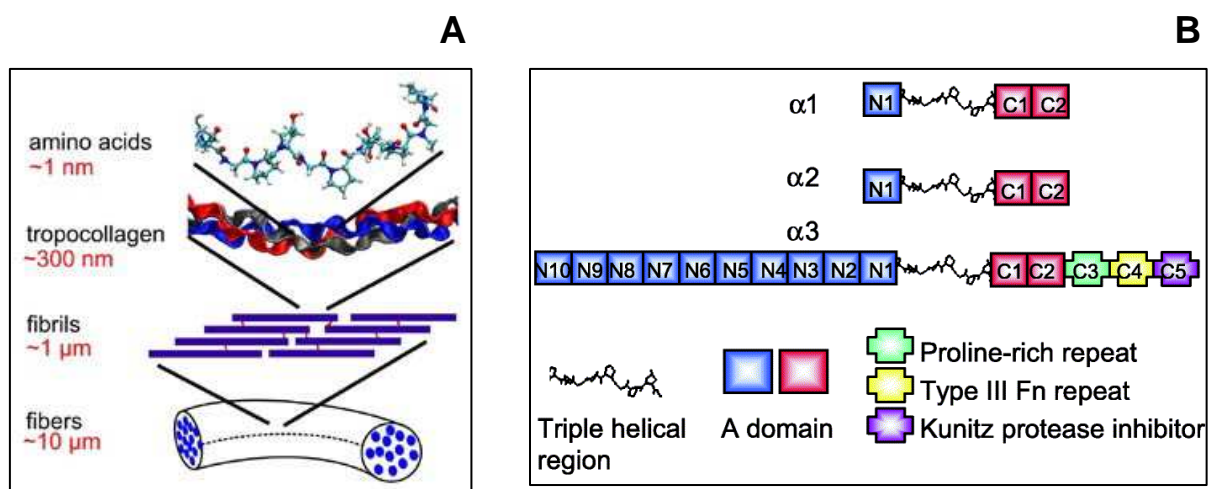 A
amino acids
~1 nm
tropocollagen
~300 nm
fibrils
~1 µm
fibers
~10 µm
B
α1
N1 C1 C2
α2
N1 C1 C2
α3
N10 N9 N8 N7 N6 N5 N4 N3 N2 N1 C1 C2 C3 C4 C5
Triple helical
region
A domain
Proline-rich repeat
Type III Fn repeat
Kunitz protease inhibitor